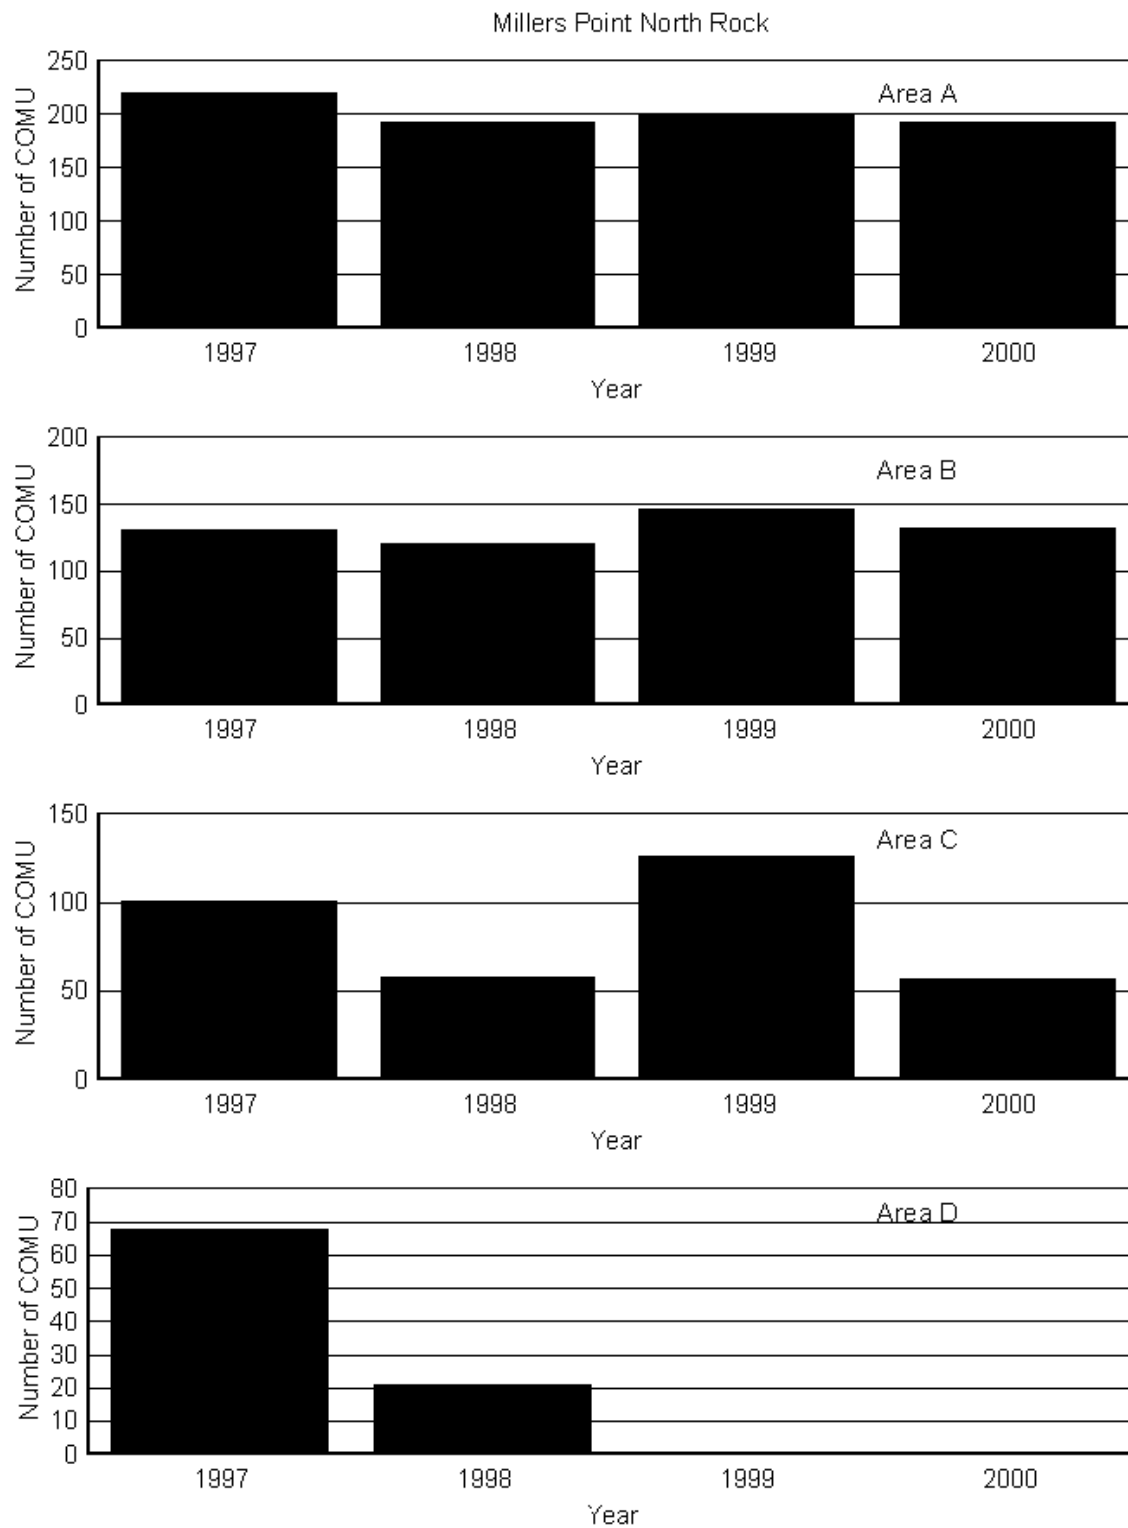 Millers Point North Rock
Number of COMU
250
200
150
100
50
0
Area A
1997 1998 1999 2000
Year
Number of COMU
200
150
100
50
0
Area B
1997 1998 1999 2000
Year
Number of COMU
150
100
50
0
Area C
1997 1998 1999 2000
Year
Number of COMU
80
70
60
50
40
30
20
10
0
Area D
1997 1998 1999 2000
Year